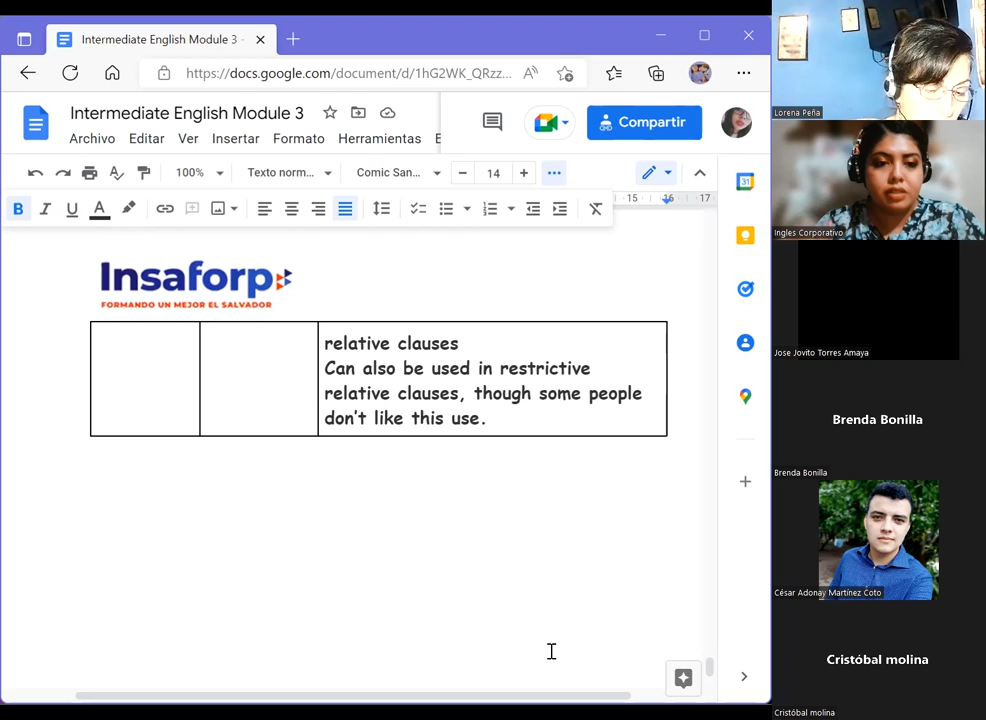 Intermediate English Module 3 -
https://docs.google.com/document/d/1hG2WK_QRzz...
Intermediate English Module 3
Archivo Editar Ver Insertar Formato Herramientas E
Compartir
100% Texto norm... Comic San... 14
B I U A
15 16 17
31
Insaforp
FORMANDO UN MEJOR EL SALVADOR
relative clauses
Can also be used in restrictive
relative clauses, though some people
don't like this use.
Lorena Peña
Ingles Corporativo
Jose Jovito Torres Amaya
Brenda Bonilla
Brenda Bonilla
César Adonay Martínez Coto
Cristóbal molina
Cristóbal molina